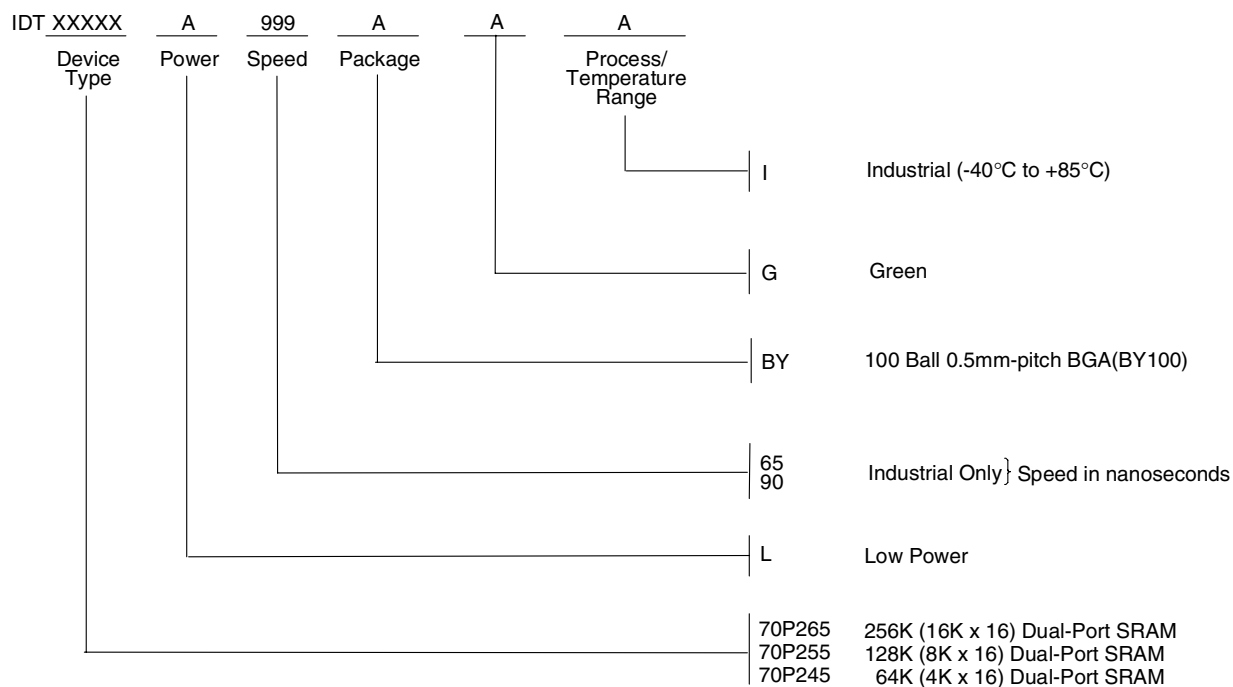 IDT XXXXX A 999 A A A
Device Type Power Speed Package Process/ Temperature Range
I Industrial (-40°C to +85°C)
G Green
BY 100 Ball 0.5mm-pitch BGA(BY100)
65
90 Industrial Only } Speed in nanoseconds
L Low Power
70P265 256K (16K x 16) Dual-Port SRAM
70P255 128K (8K x 16) Dual-Port SRAM
70P245 64K (4K x 16) Dual-Port SRAM